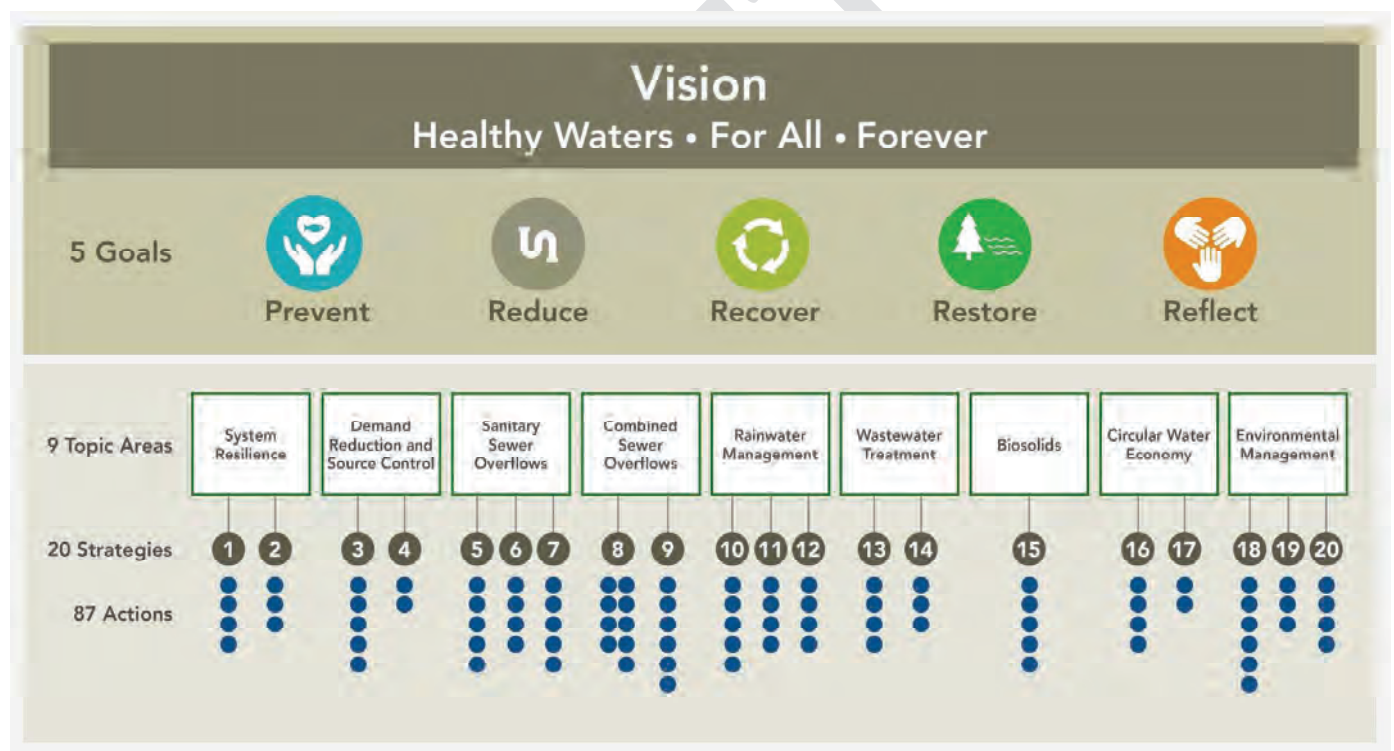 Vision
Healthy Waters • For All • Forever
5 Goals
Prevent
Reduce
Recover
Restore
Reflect
9 Topic Areas
System
Resilience
Demand
Reduction and
Source Control
Sanitary
Sewer
Overflows
Combined
Sewer
Overflows
Rainwater
Management
Wastewater
Treatment
Biosolids
Circular Water
Economy
Environmental
Management
20 Strategies
1 2 3 4 5 6 7 8 9 10 11 12 13 14 15 16 17 18 19 20
87 Actions